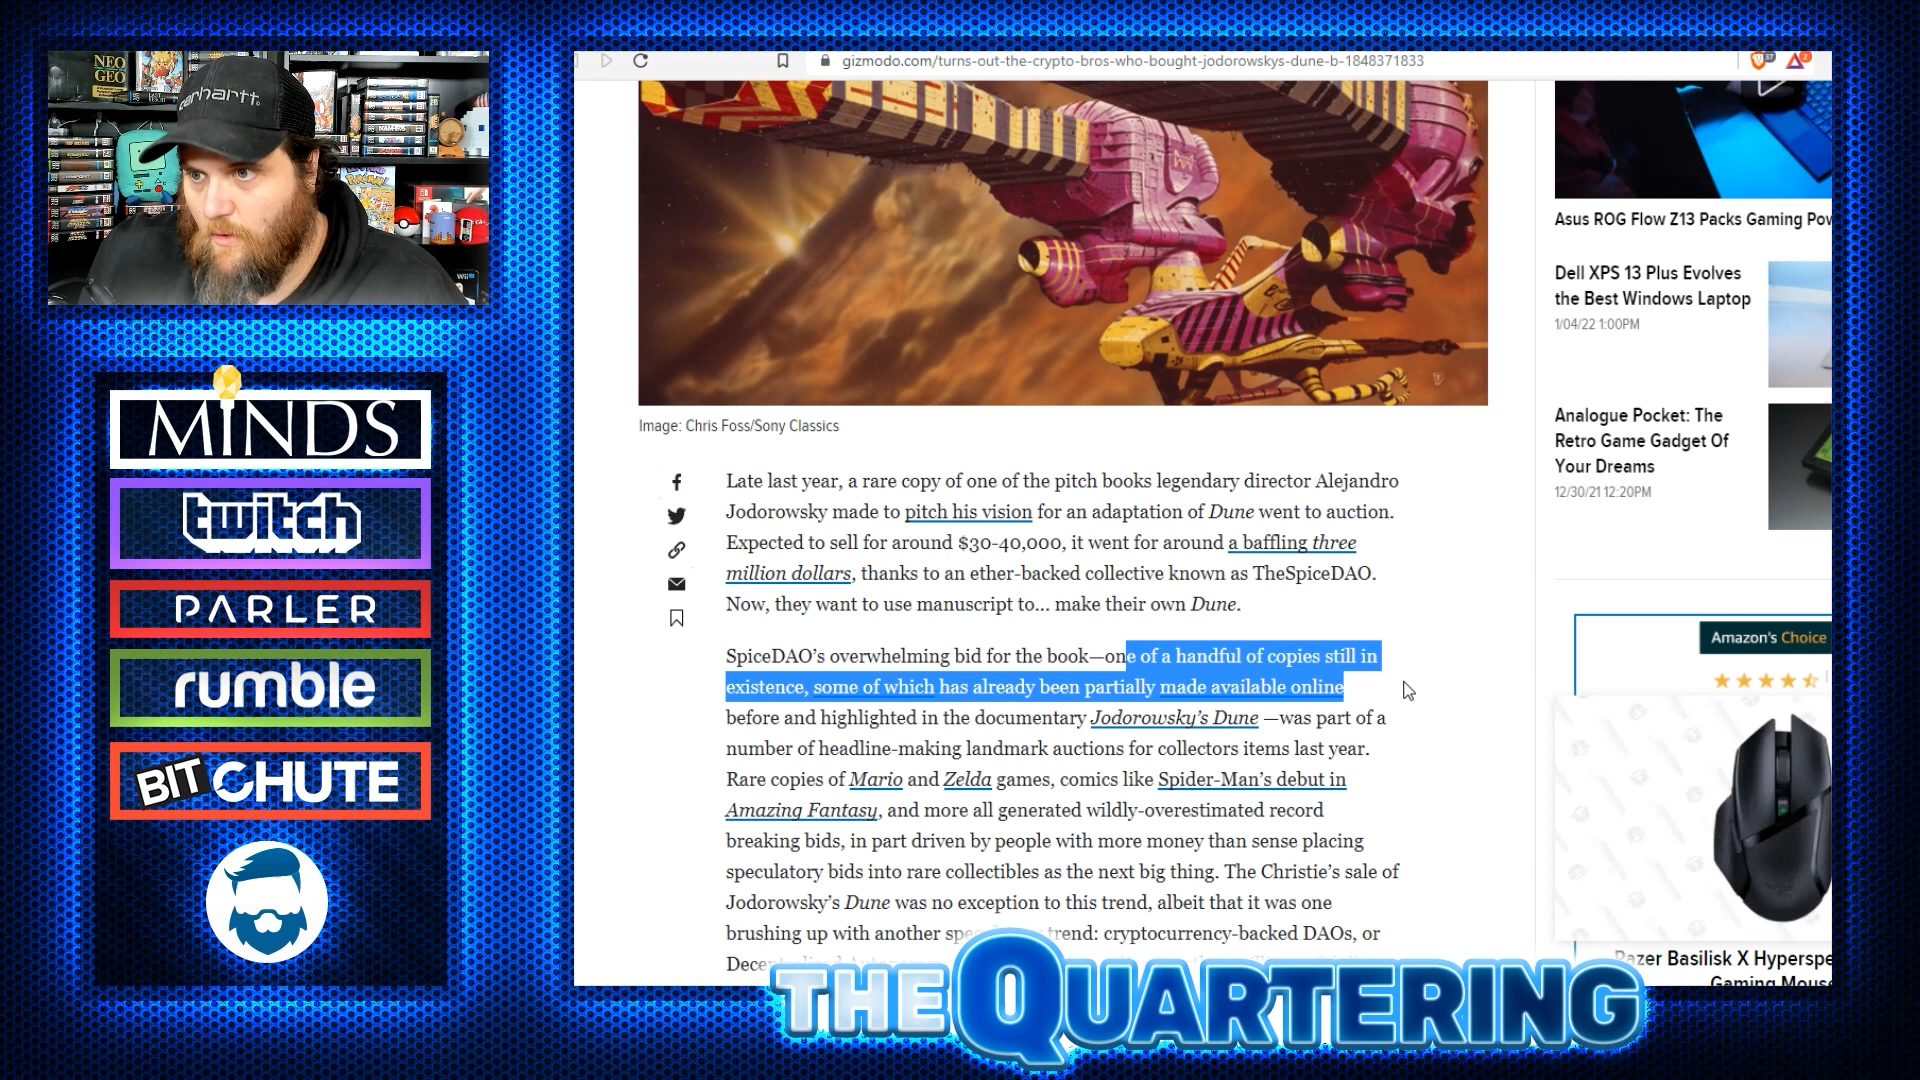 NEO
GEO
carhartt
Wii
MINDS
twitch
PARLER
rumble
BITCHUTE
gizmodo.com/turns-out-the-crypto-bros-who-bought-jodorowskys-dune-b-1848371833
Image: Chris Foss/Sony Classics
Late last year, a rare copy of one of the pitch books legendary director Alejandro
Jodorowsky made to pitch his vision for an adaptation of Dune went to auction.
Expected to sell for around $30-40,000, it went for around a baffling three
million dollars, thanks to an ether-backed collective known as TheSpiceDAO.
Now, they want to use manuscript to... make their own Dune.
SpiceDAO’s overwhelming bid for the book—one of a handful of copies still in
existence, some of which has already been partially made available online
before and highlighted in the documentary Jodorowsky’s Dune —was part of a
number of headline-making landmark auctions for collectors items last year.
Rare copies of Mario and Zelda games, comics like Spider-Man’s debut in
Amazing Fantasy, and more all generated wildly-overestimated record
breaking bids, in part driven by people with more money than sense placing
speculatory bids into rare collectibles as the next big thing. The Christie’s sale of
Jodorowsky’s Dune was no exception to this trend, albeit that it was one
brushing up with another trend: cryptocurrency-backed DAOs, or
Asus ROG Flow Z13 Packs Gaming Pow
Dell XPS 13 Plus Evolves
the Best Windows Laptop
1/04/22 1:00PM
Analogue Pocket: The
Retro Game Gadget Of
Your Dreams
12/30/21 12:20PM
Amazon's Choice
Razer Basilisk X Hyperspe
Gaming Mouse
THE QUARTERING